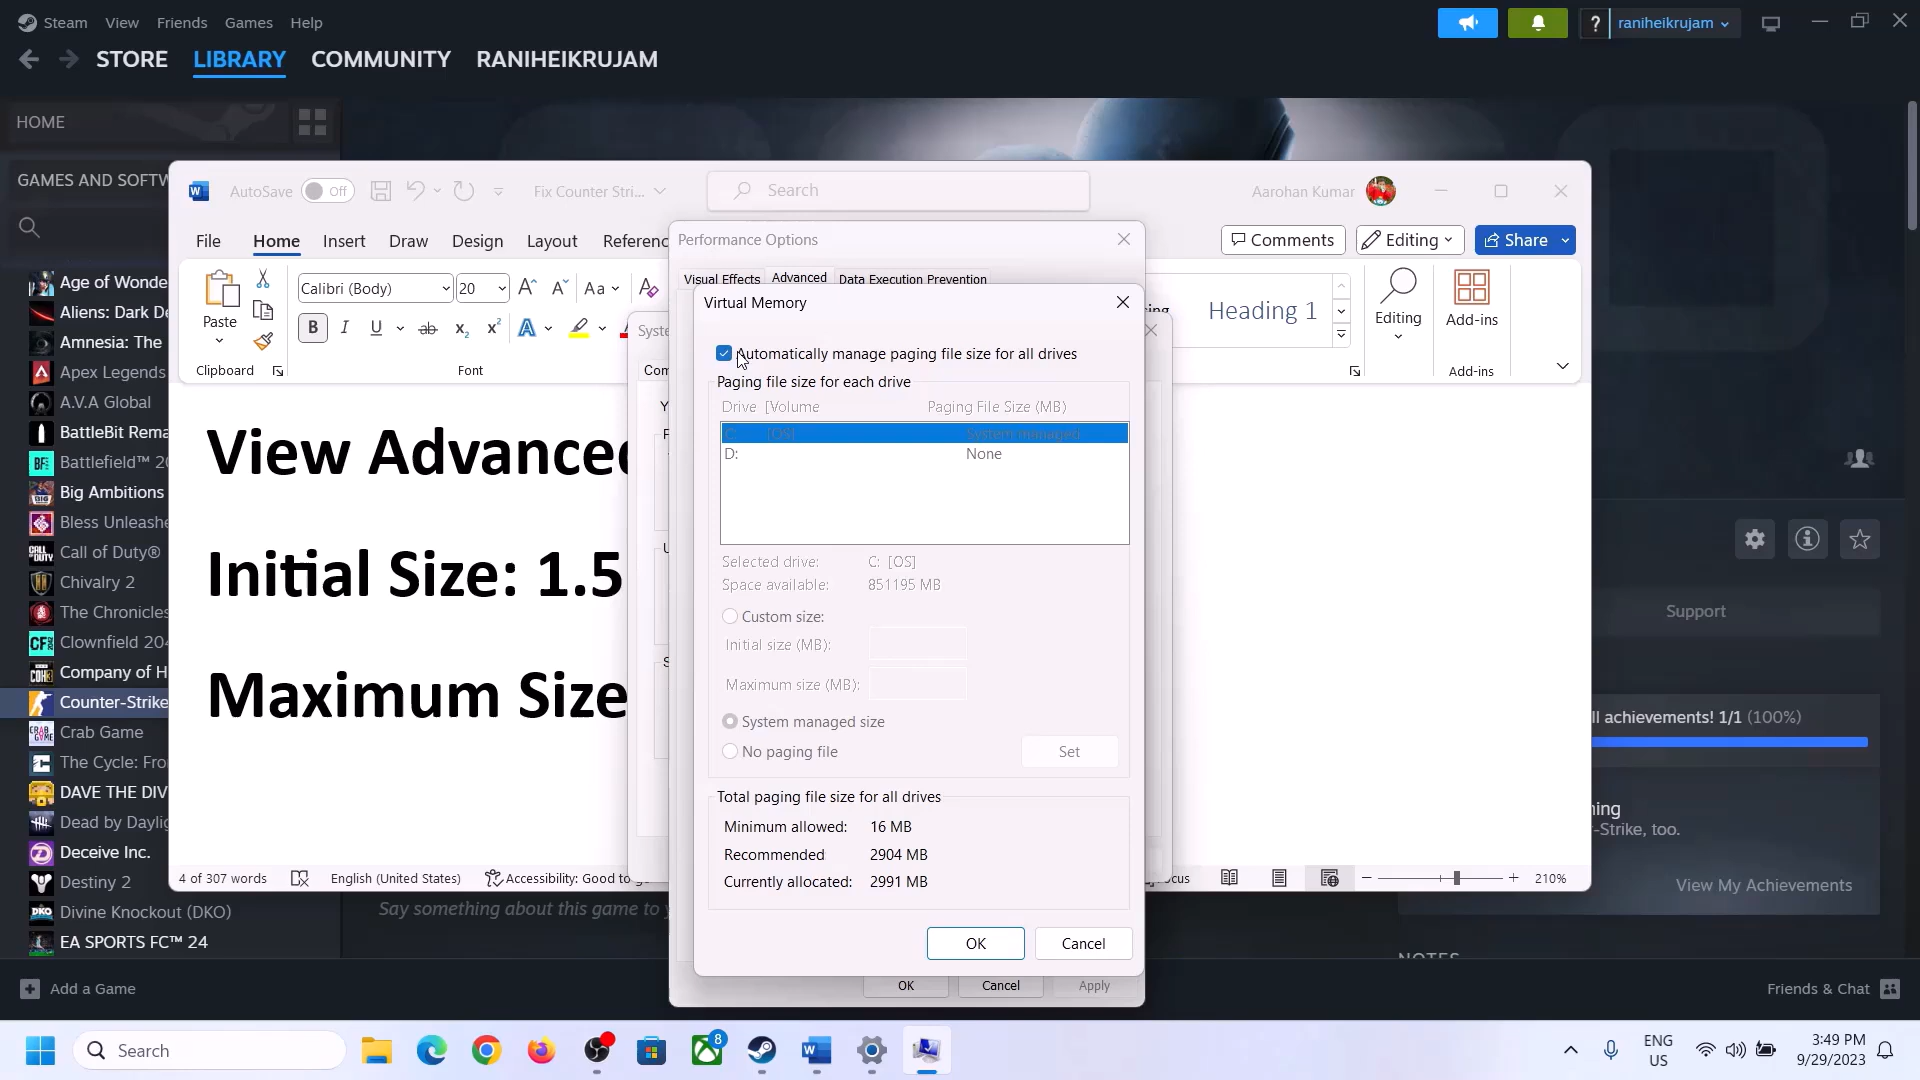 Steam View Friends Games Help
? raniheikrujam
STORE LIBRARY COMMUNITY RANIHEIKRUJAM
HOME
GAMES AND SOFTW
Age of Wonde
Aliens: Dark De
Amnesia: The
Apex Legends
A.V.A Global
BattleBit Rema
Battlefield™ 20
Big Ambitions
Bless Unleashe
Call of Duty®
Chivalry 2
The Chronicles
Clownfield 204
Company of H
Counter-Strike
Crab Game
The Cycle: Fro
DAVE THE DIV
Dead by Daylig
Deceive Inc.
Destiny 2
Divine Knockout (DKO)
EA SPORTS FC™ 24
Add a Game
AutoSave Off Fix Counter Stri... Search Aarohan Kumar
File Home Insert Draw Design Layout Referenc Comments Editing Share
Paste Calibri (Body) 20 Aa Heading 1 Editing Add-ins
Clipboard Font Add-ins
View Advanced
Initial Size: 1.5
Maximum Size
4 of 307 words English (United States) Accessibility: Good to g 210%
Performance Options
Visual Effects Advanced Data Execution Prevention
Syste
Com
Virtual Memory
Automatically manage paging file size for all drives
Paging file size for each drive
Drive [Volume Paging File Size (MB)
C: [OS] System managed
D: None
Selected drive: C: [OS]
Space available: 851195 MB
Custom size:
Initial size (MB):
Maximum size (MB):
System managed size
No paging file Set
Total paging file size for all drives
Minimum allowed: 16 MB
Recommended 2904 MB
Currently allocated: 2991 MB
OK Cancel
OK Cancel Apply
Support
ll achievements! 1/1 (100%)
ning
-Strike, too.
View My Achievements
Say something about this game to y
Friends & Chat
Search 8 ENG US 3:49 PM 9/29/2023